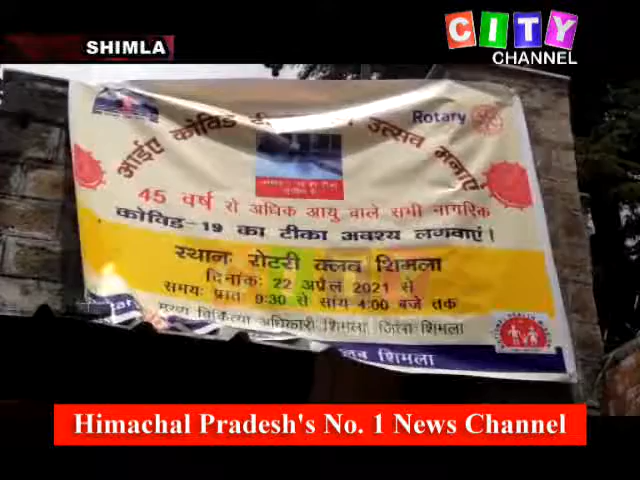 SHIMLA
CITY
CHANNEL
Rotary
आईए कोविड उत्सव मनाएं
45 वर्ष से अधिक आयु वाले सभी नागरिक
कोविड-19 का टीका अवश्य लगवाएं।
स्थानः रोटरी क्लब शिमला
दिनांकः 22 अप्रैल 2021 से
समयः प्रातः 9:30 से सायं 4:00 बजे तक
मुख्य चिकित्सा अधिकारी शिमला, जिला शिमला
क्लब शिमला
Himachal Pradesh's No. 1 News Channel